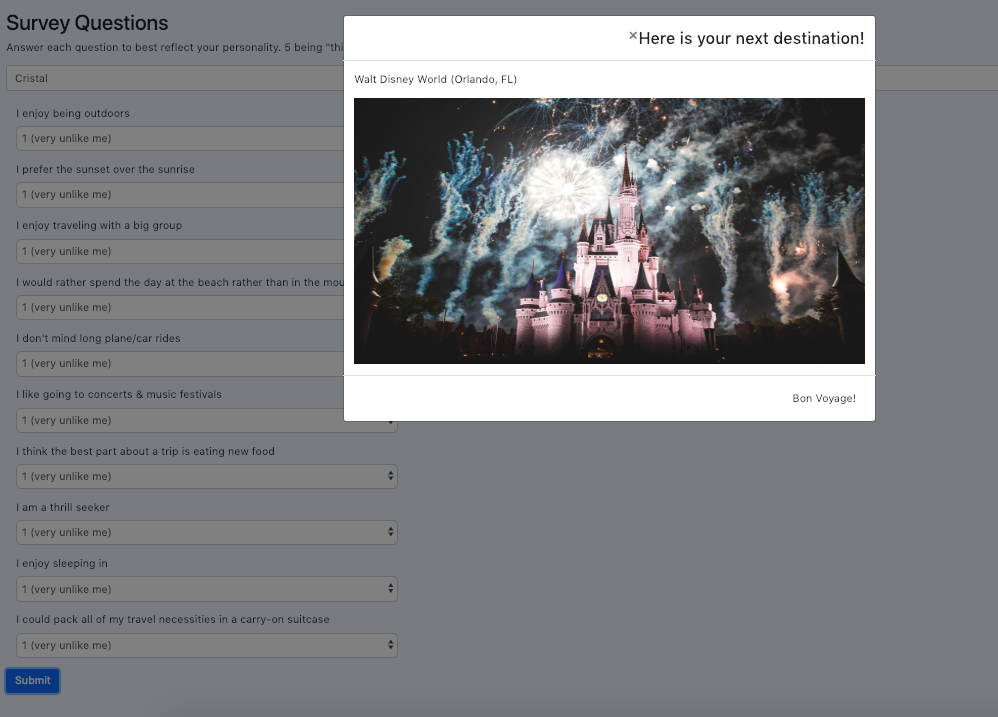 Survey Questions
Answer each question to best reflect your personality. 5 being "thi
Cristal
I enjoy being outdoors
1 (very unlike me)
I prefer the sunset over the sunrise
1 (very unlike me)
I enjoy traveling with a big group
1 (very unlike me)
I would rather spend the day at the beach rather than in the mou
1 (very unlike me)
I don't mind long plane/car rides
1 (very unlike me)
I like going to concerts & music festivals
1 (very unlike me)
I think the best part about a trip is eating new food
1 (very unlike me)
I am a thrill seeker
1 (very unlike me)
I enjoy sleeping in
1 (very unlike me)
I could pack all of my travel necessities in a carry-on suitcase
1 (very unlike me)
Submit
×Here is your next destination!
Walt Disney World (Orlando, FL)
Bon Voyage!